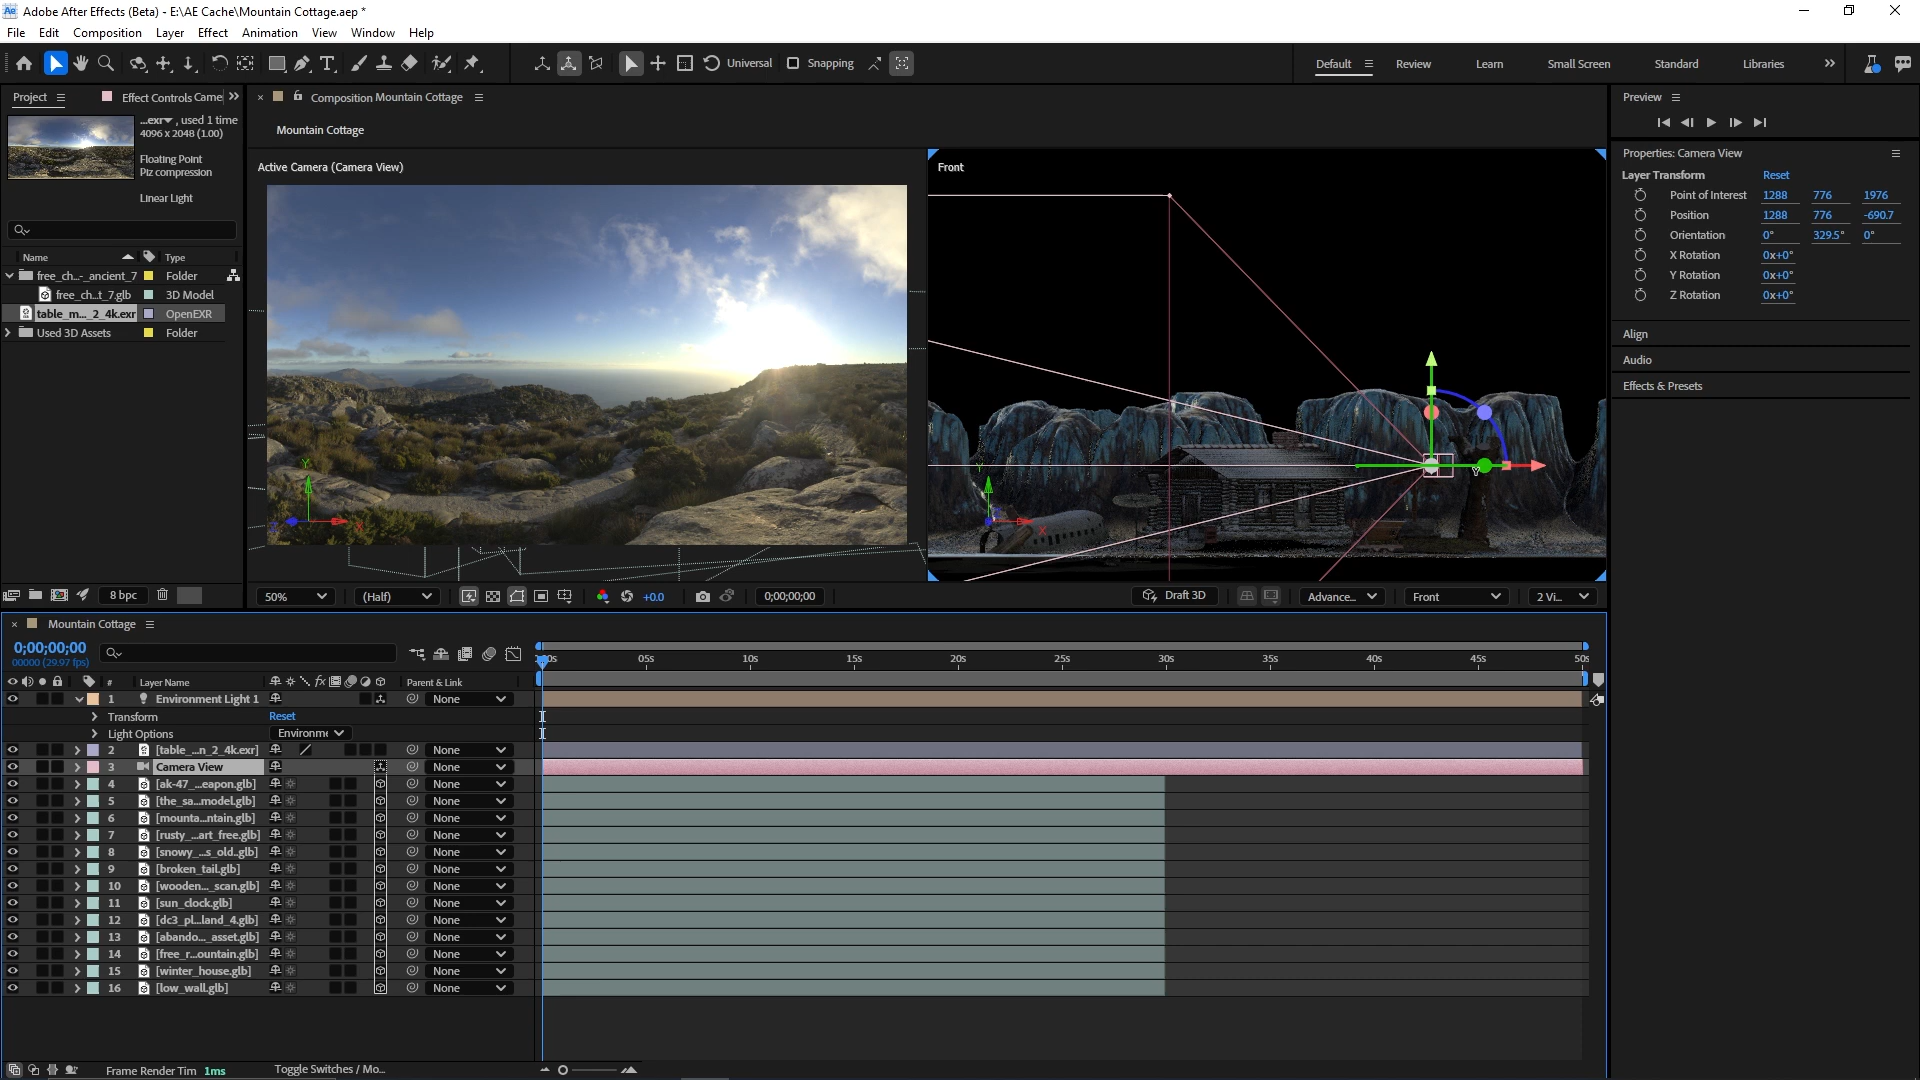 Adobe After Effects (Beta) - E:\AE Cache\Mountain Cottage.aep *
File Edit Composition Layer Effect Animation View Window Help
Universal Snapping Default Review Learn Small Screen Standard Libraries
Project Effect Controls Came
...exr , used 1 time
4096 x 2048 (1.00)
Floating Point
Piz compression
Linear Light
Name Type
free_ch...-_ancient_7 Folder
free_ch...t_7.glb 3D Model
table_m..._2_4k.exr OpenEXR
Used 3D Assets Folder
8 bpc
Composition Mountain Cottage
Mountain Cottage
Active Camera (Camera View)
Front
50% (Half) +0.0 0;00;00;00 Draft 3D Advance... Front 2 Vi...
Preview
Properties: Camera View
Layer Transform Reset
Point of Interest 1288 776 1976
Position 1288 776 -690.7
Orientation 0° 329.5° 0°
X Rotation 0x+0°
Y Rotation 0x+0°
Z Rotation 0x+0°
Align
Audio
Effects & Presets
Mountain Cottage
0;00;00;00
00000 (29.97 fps)
05s 10s 15s 20s 25s 30s 35s 40s 45s 50s
# Layer Name Parent & Link
1 Environment Light 1 None
Transform Reset
Light Options Environme
2 [table_...n_2_4k.exr] None
3 Camera View None
4 [ak-47_...eapon.glb] None
5 [the_sa...model.glb] None
6 [mounta...ntain.glb] None
7 [rusty_...art_free.glb] None
8 [snowy_...s_old..glb] None
9 [broken_tail.glb] None
10 [wooden..._scan.glb] None
11 [sun_clock.glb] None
12 [dc3_pl...land_4.glb] None
13 [abando..._asset.glb] None
14 [free_r...ountain.glb] None
15 [winter_house.glb] None
16 [low_wall.glb] None
Frame Render Tim 1ms Toggle Switches / Mo...